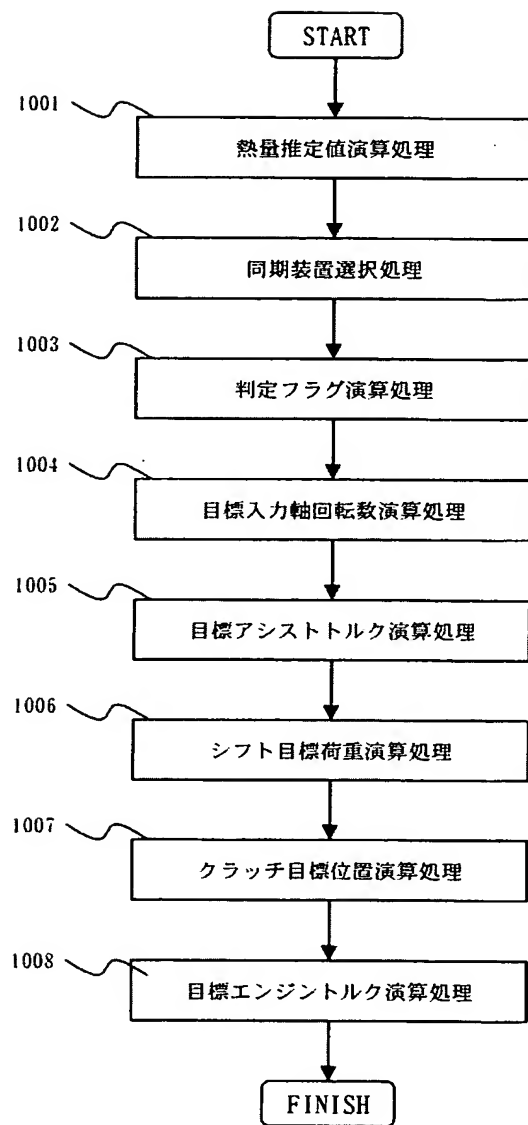 START
1001
熱量推定値演算処理
1002
同期装置選択処理
1003
判定フラグ演算処理
1004
目標入力軸回転数演算処理
1005
目標アシストトルク演算処理
1006
シフト目標荷重演算処理
1007
クラッチ目標位置演算処理
1008
目標エンジントルク演算処理
FINISH